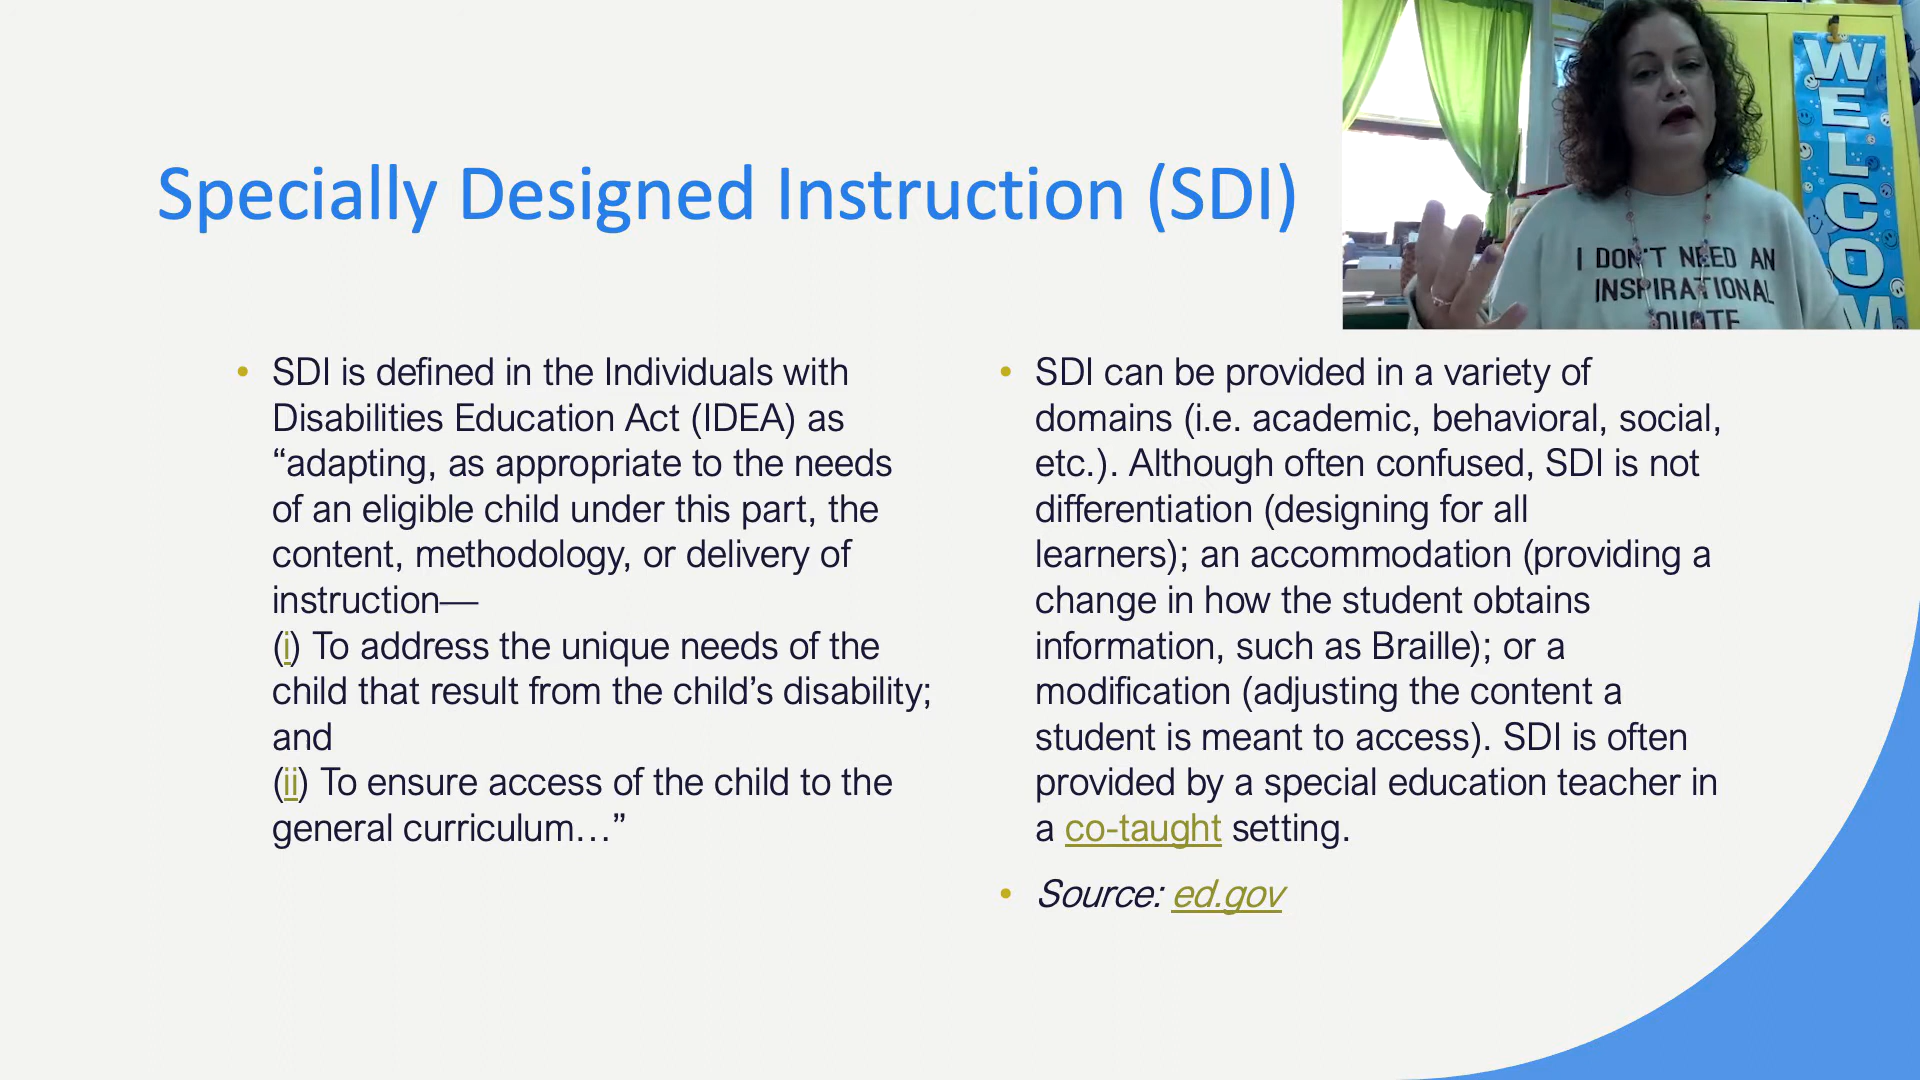 Specially Designed Instruction (SDI)
• SDI is defined in the Individuals with
Disabilities Education Act (IDEA) as
“adapting, as appropriate to the needs
of an eligible child under this part, the
content, methodology, or delivery of
instruction—
(i) To address the unique needs of the
child that result from the child’s disability;
and
(ii) To ensure access of the child to the
general curriculum…”
• SDI can be provided in a variety of
domains (i.e. academic, behavioral, social,
etc.). Although often confused, SDI is not
differentiation (designing for all
learners); an accommodation (providing a
change in how the student obtains
information, such as Braille); or a
modification (adjusting the content a
student is meant to access). SDI is often
provided by a special education teacher in
a co-taught setting.
• Source: ed.gov
I DON'T NEED AN
INSPIRATIONAL
QUOTE
WELCOM